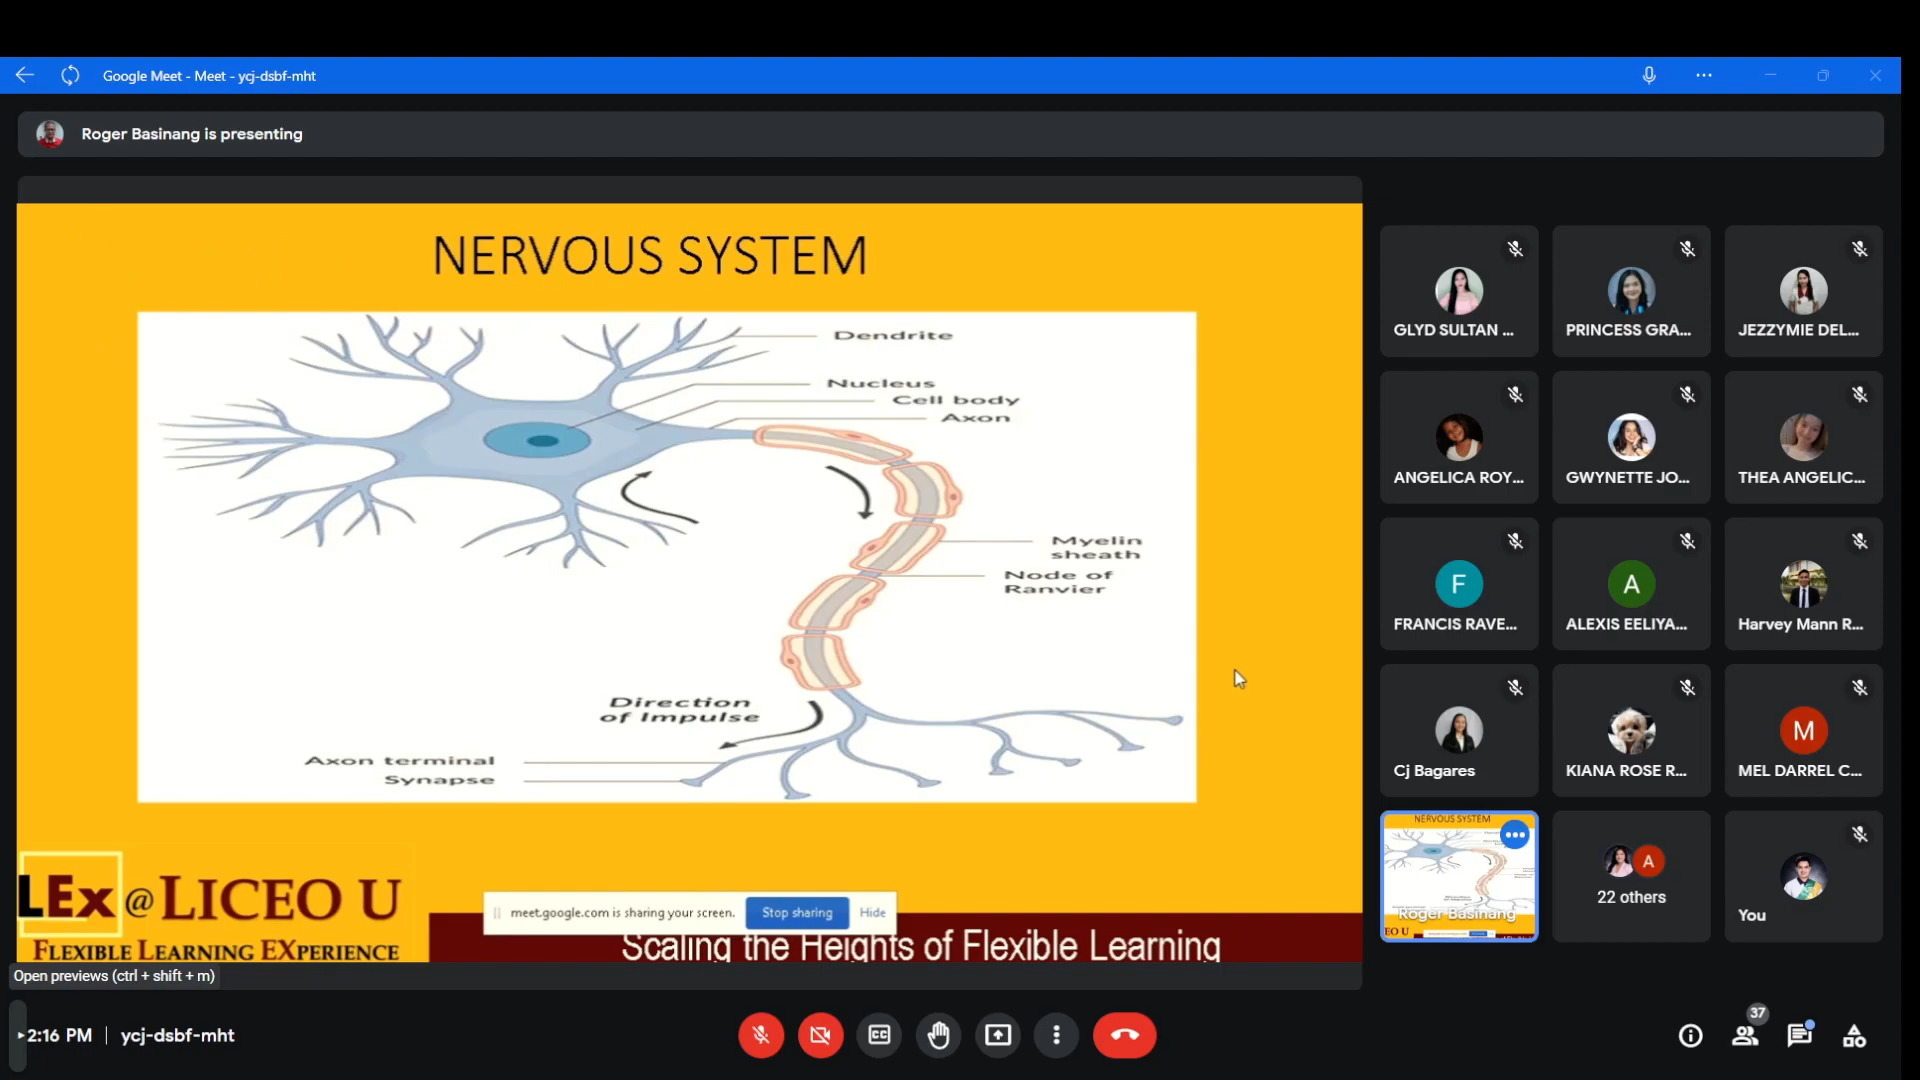 Google Meet - Meet - ycj-dsbf-mht
Roger Basinang is presenting
NERVOUS SYSTEM
Dendrite
Nucleus
Cell body
Axon
Myelin
sheath
Node of
Ranvier
Direction
of Impulse
Axon terminal
Synapse
LEx @ LICEO U
FLEXIBLE LEARNING EXPERIENCE
meet.google.com is sharing your screen.
Stop sharing
Hide
Scaling the Heights of Flexible Learning
GLYD SULTAN ...
PRINCESS GRA...
JEZZYMIE DEL...
ANGELICA ROY...
GWYNETTE JO...
THEA ANGELIC...
F
FRANCIS RAVE...
A
ALEXIS EELIYA...
Harvey Mann R...
Cj Bagares
KIANA ROSE R...
M
MEL DARREL C...
NERVOUS SYSTEM
EO U
Roger Basinang
A
22 others
You
Open previews (ctrl + shift + m)
2:16 PM | ycj-dsbf-mht
CC
37